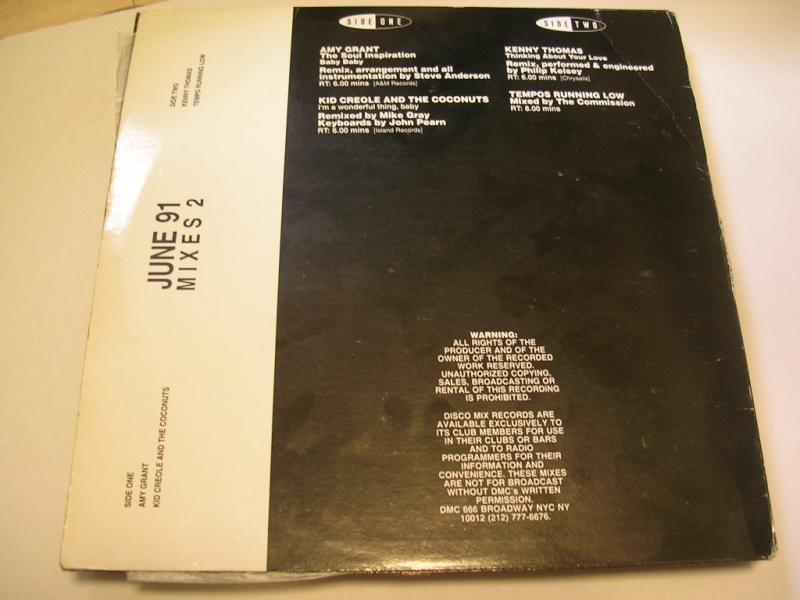 SIDE ONE
AMY GRANT
The Soul Inspiration
Baby Baby
Remix, arrangement and all
instrumentation by Steve Anderson
RT: 6.00 mins [A&M Records]
KID CREOLE AND THE COCONUTS
I'm a wonderful thing, baby
Remixed by Mike Gray
Keyboards by John Pearn
RT: 6.00 mins [Island Records]
SIDE TWO
KENNY THOMAS
Thinking About Your Love
Remix, performed & engineered
by Philip Kelsey
RT: 6.00 mins [Chrysalis]
TEMPOS RUNNING LOW
Mixed by The Commission
RT: 8.00 mins
SIDE TWO
KENNY THOMAS
TEMPOS RUNNING LOW
JUNE 91
MIXES 2
SIDE ONE
AMY GRANT
KID CREOLE AND THE COCONUTS
WARNING:
ALL RIGHTS OF THE
PRODUCER AND OF THE
OWNER OF THE RECORDED
WORK RESERVED.
UNAUTHORIZED COPYING,
SALES, BROADCASTING OR
RENTAL OF THIS RECORDING
IS PROHIBITED.
DISCO MIX RECORDS ARE
AVAILABLE EXCLUSIVELY TO
ITS CLUB MEMBERS FOR USE
IN THEIR CLUBS OR BARS
AND TO RADIO
PROGRAMMERS FOR THEIR
INFORMATION AND
CONVENIENCE. THESE MIXES
ARE NOT FOR BROADCAST
WITHOUT DMC's WRITTEN
PERMISSION.
DMC 666 BROADWAY NYC NY
10012 (212) 777-6676.